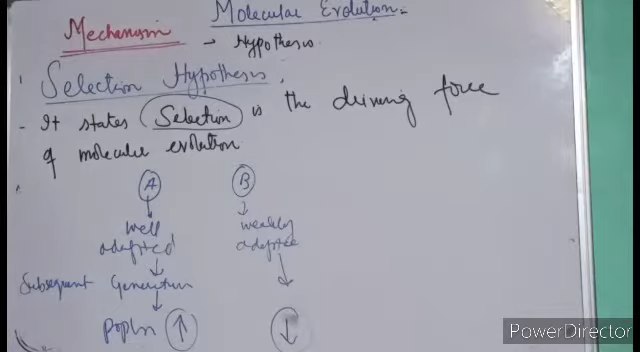 Molecular Evolution
Mechanism → Hypothesis
1 Selection Hypothesis.
- It states Selection is the driving force
of molecular evolution
A B
↓ ↓
well weakly
adapted adapted
↓ ↓
Subsequent Generation
↓
Popln ↑ ↓
PowerDirector